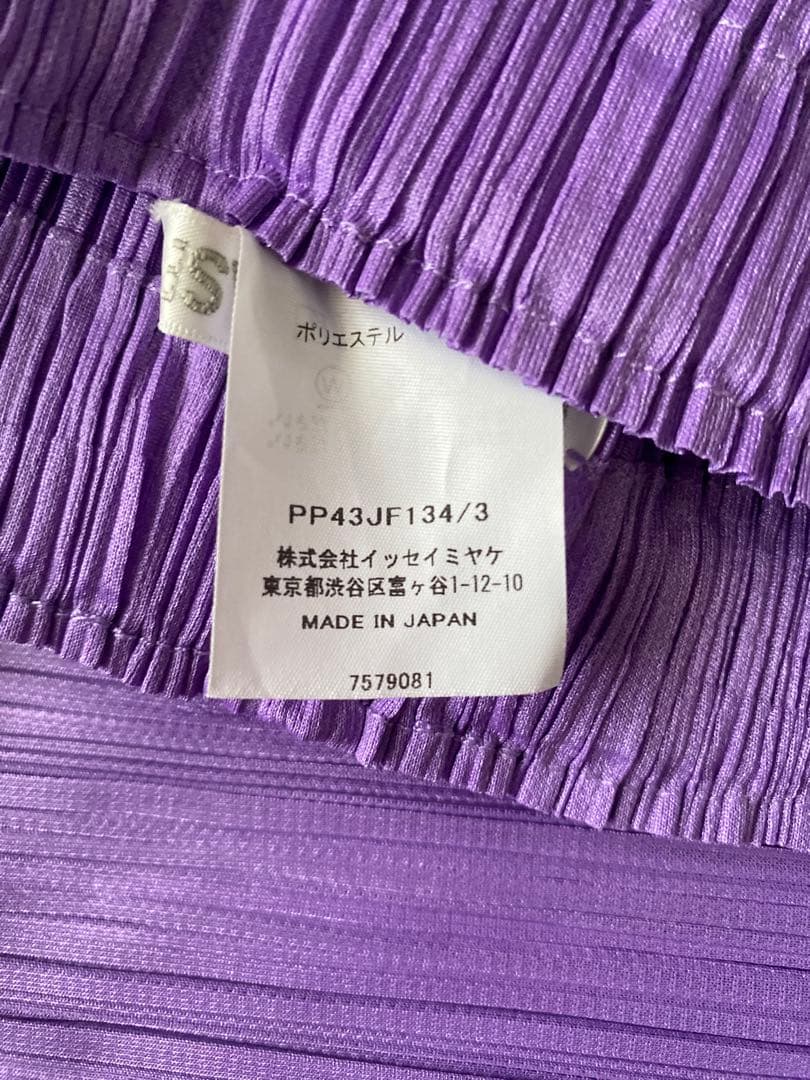 ポリエステル
PP43JF134/3
株式会社イッセイミヤケ
東京都渋谷区富ヶ谷1-12-10
MADE IN JAPAN
7579081